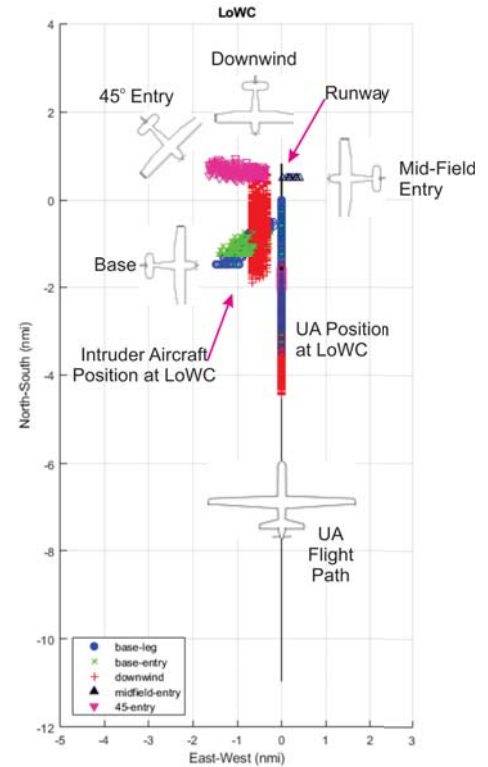 LoWC
4
Downwind
45° Entry
2
Runway
Mid-Field
Entry
0
Base
-2
Intruder Aircraft
Position at LoWC
UA Position
at LoWC
-4
North-South (nmi)
-6
UA
Flight
Path
-8
-10
base-leg
base-entry
downwind
midfield-entry
45-entry
-12
-5 -4 -3 -2 -1 0 1 2 3
East-West (nmi)